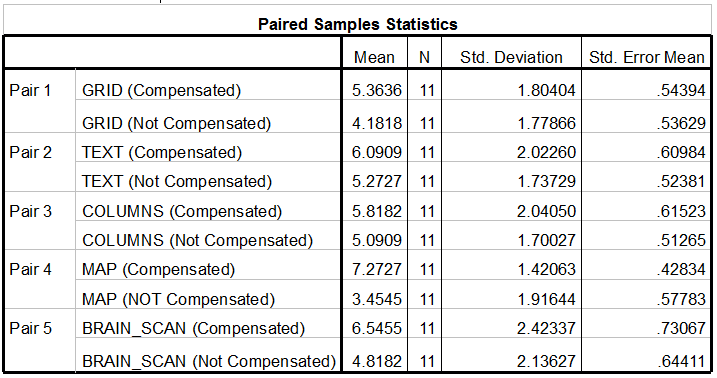 Paired Samples Statistics
Mean N Std. Deviation Std. Error Mean
Pair 1 GRID (Compensated) 5.3636 11 1.80404 .54394
GRID (Not Compensated) 4.1818 11 1.77866 .53629
Pair 2 TEXT (Compensated) 6.0909 11 2.02260 .60984
TEXT (Not Compensated) 5.2727 11 1.73729 .52381
Pair 3 COLUMNS (Compensated) 5.8182 11 2.04050 .61523
COLUMNS (Not Compensated) 5.0909 11 1.70027 .51265
Pair 4 MAP (Compensated) 7.2727 11 1.42063 .42834
MAP (NOT Compensated) 3.4545 11 1.91644 .57783
Pair 5 BRAIN_SCAN (Compensated) 6.5455 11 2.42337 .73067
BRAIN_SCAN (Not Compensated) 4.8182 11 2.13627 .64411